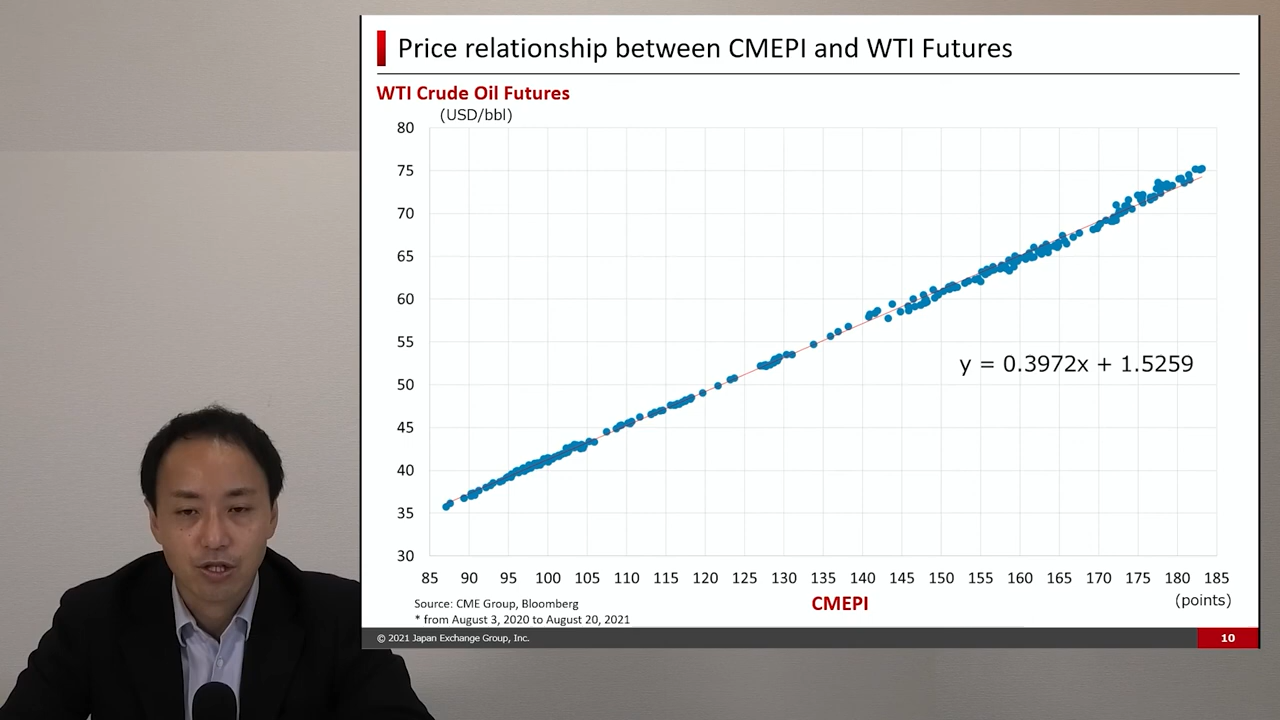 Price relationship between CMEPI and WTI Futures
WTI Crude Oil Futures
(USD/bbl)
80
75
70
65
60
55
50
45
40
35
30
y = 0.3972x + 1.5259
85 90 95 100 105 110 115 120 125 130 135 140 145 150 155 160 165 170 175 180 185
CMEPI
(points)
Source: CME Group, Bloomberg
* from August 3, 2020 to August 20, 2021
© 2021 Japan Exchange Group, Inc.
10